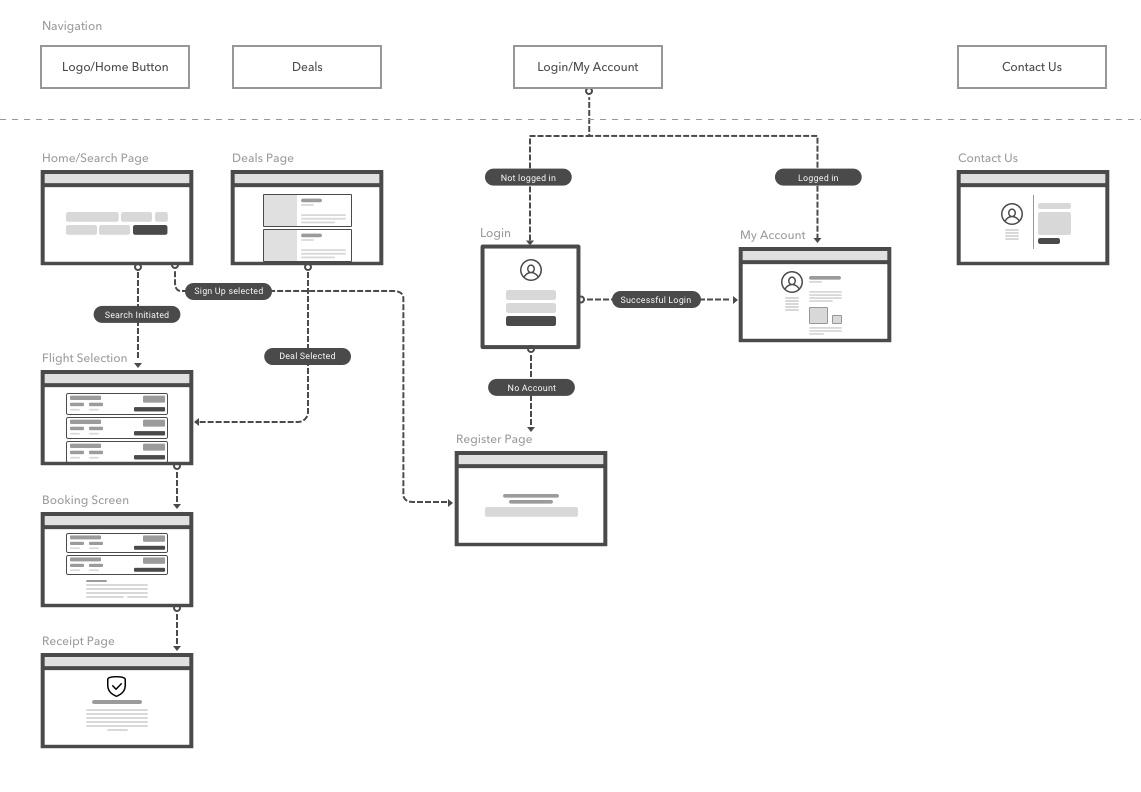 Navigation
Logo/Home Button
Deals
Login/My Account
Contact Us
Home/Search Page
Deals Page
Contact Us
Not logged in
Logged in
Login
My Account
Sign Up selected
Successful Login
Search Initiated
Deal Selected
Flight Selection
No Account
Register Page
Booking Screen
Receipt Page